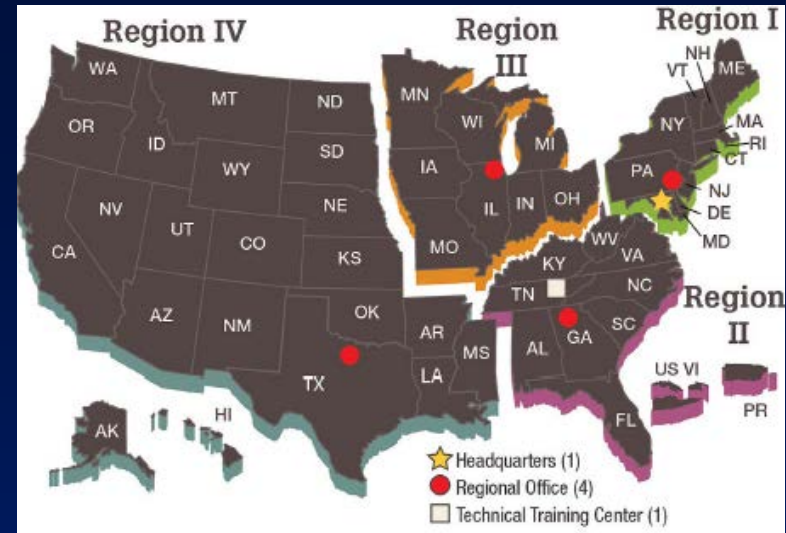 Region IV
Region
III
Region I
WA
MT
ND
MN
WI
MI
VT
NH
ME
OR
ID
SD
NY
MA
RI
CT
WY
IA
PA
NJ
DE
MD
NV
UT
NE
IL
IN
OH
CA
CO
KS
MO
KY
WV
VA
AZ
NM
OK
AR
TN
NC
Region
II
TX
LA
MS
AL
GA
SC
US VI
PR
AK
HI
FL
Headquarters (1)
Regional Office (4)
Technical Training Center (1)